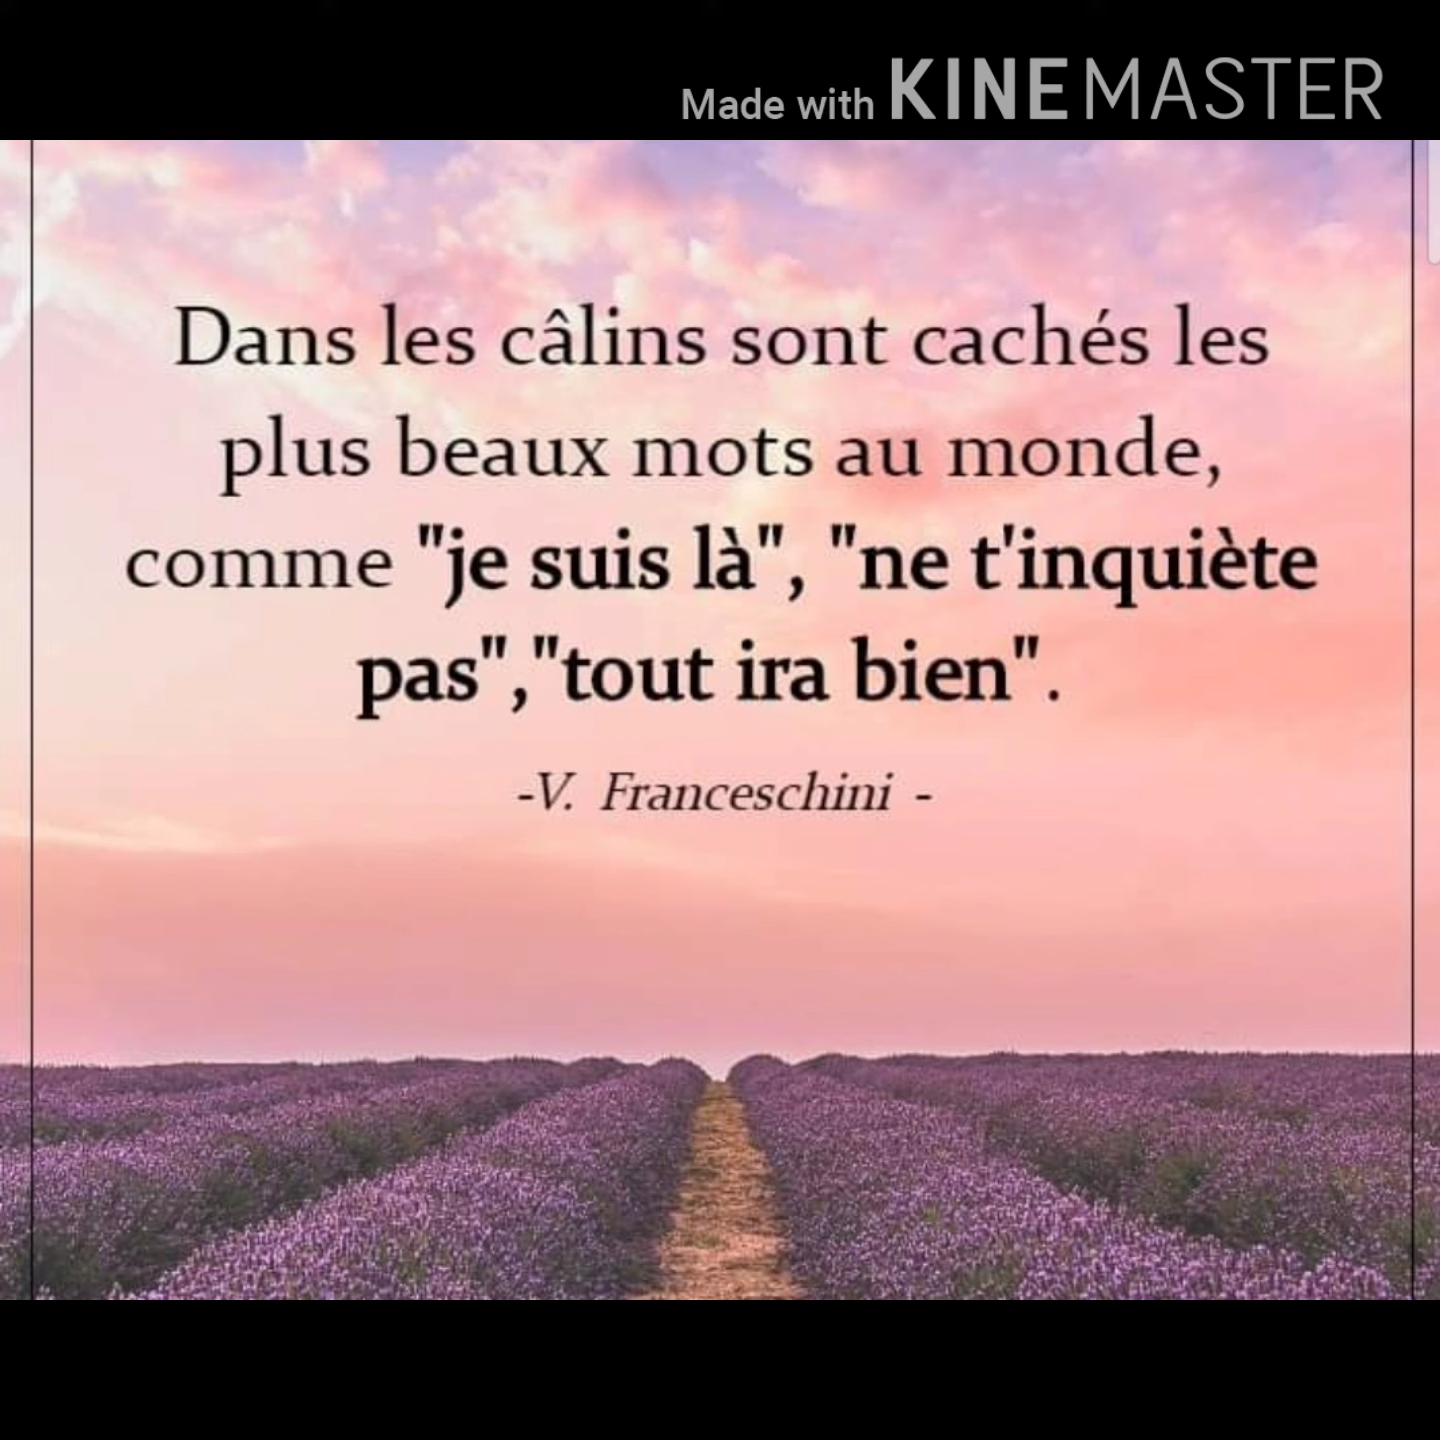 Made with KINEMASTER
Dans les câlins sont cachés les
plus beaux mots au monde,
comme "je suis là", "ne t'inquiète
pas","tout ira bien".
-V. Franceschini -